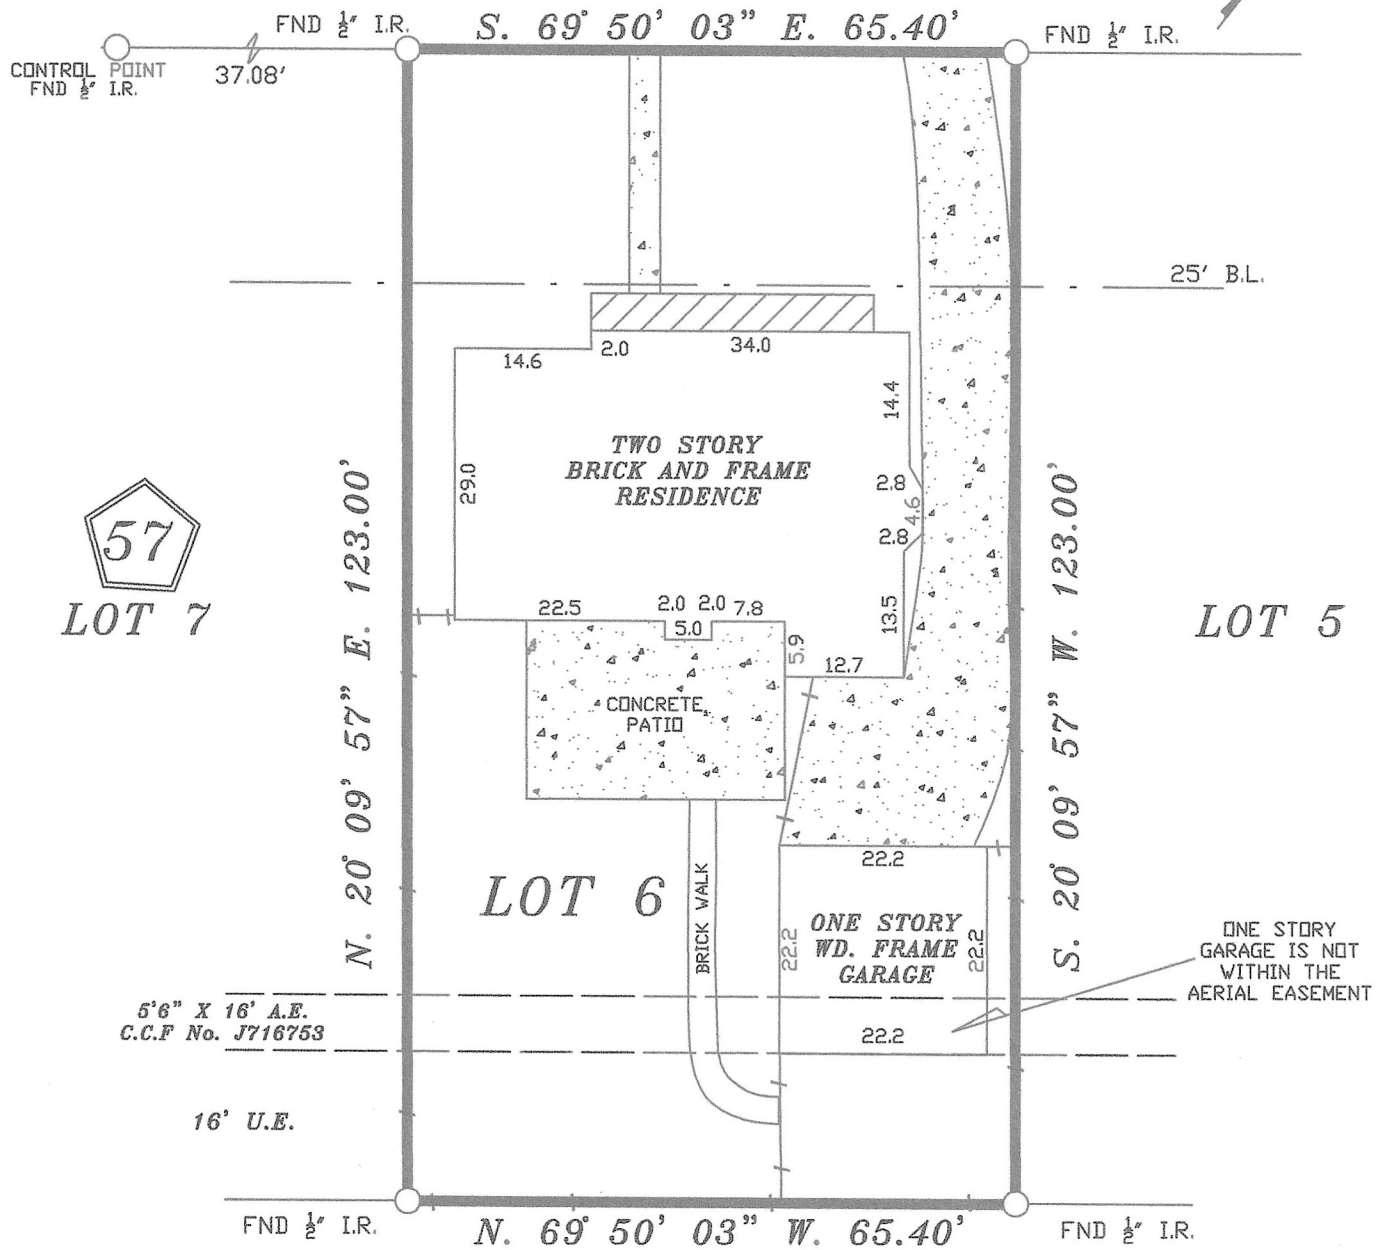 FND ½" I.R.
S. 69° 50' 03" E. 65.40'
FND ½" I.R.
CONTROL POINT
FND ½" I.R.
37.08'
25' B.L.
14.6
2.0
34.0
14.4
TWO STORY
BRICK AND FRAME
RESIDENCE
29.0
2.8
4.6
2.8
13.5
57
LOT 7
N. 20° 09' 57" E. 123.00'
S. 20° 09' 57" W. 123.00'
LOT 5
22.5
2.0
2.0
7.8
5.0
5.9
12.7
CONCRETE
PATIO
22.2
LOT 6
BRICK WALK
22.2
ONE STORY
WD. FRAME
GARAGE
22.2
22.2
ONE STORY
GARAGE IS NOT
WITHIN THE
AERIAL EASEMENT
5'6" X 16' A.E.
C.C.F No. J716753
16' U.E.
FND ½" I.R.
N. 69° 50' 03" W. 65.40'
FND ½" I.R.